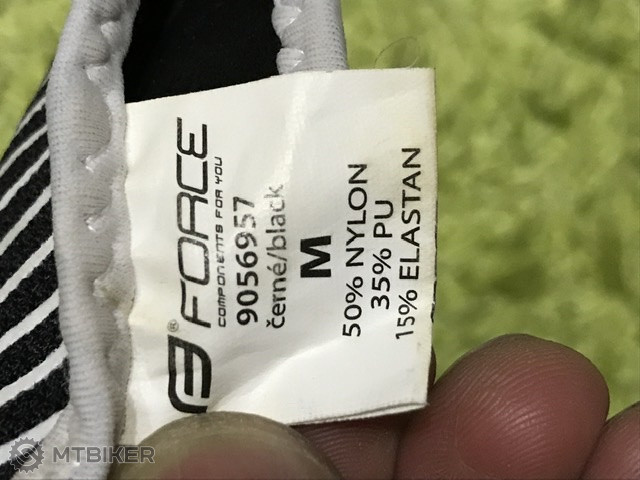 FORCE
COMPONENTS FOR YOU
9056957
černé/black
M
50% NYLON
35% PU
15% ELASTAN
MTBIKER